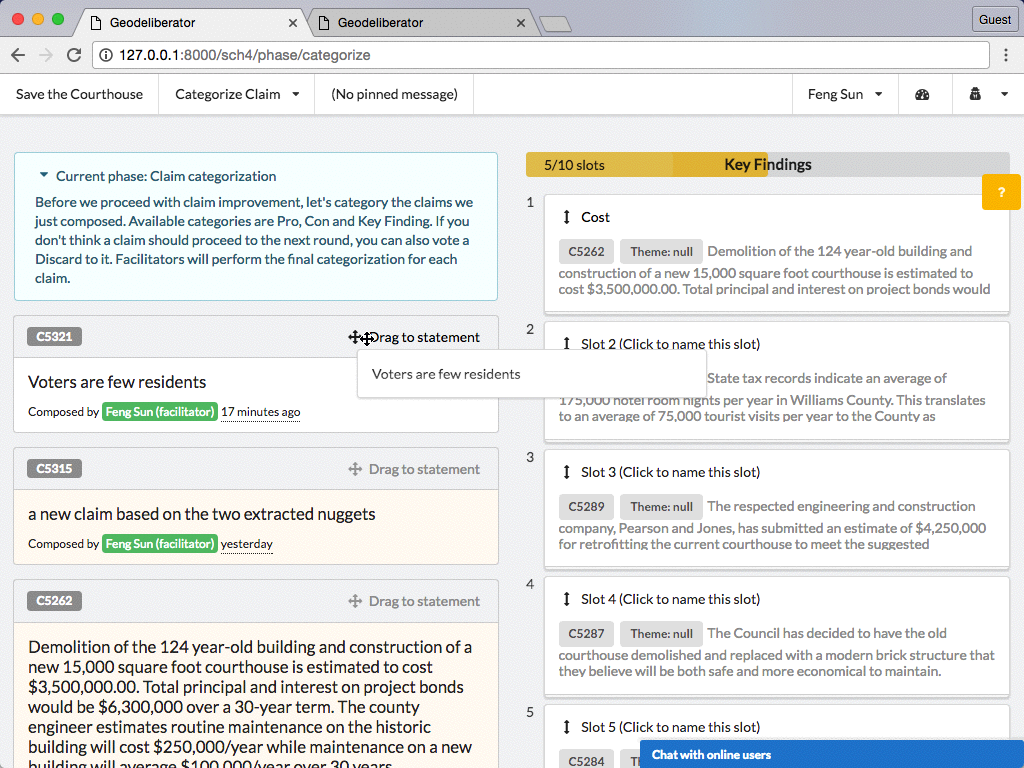 Geodeliberator
Geodeliberator
Guest
127.0.0.1:8000/sch4/phase/categorize
Save the Courthouse
Categorize Claim
(No pinned message)
Feng Sun
Current phase: Claim categorization
Before we proceed with claim improvement, let's category the claims we
just composed. Available categories are Pro, Con and Key Finding. If you
don't think a claim should proceed to the next round, you can also vote a
Discard to it. Facilitators will perform the final categorization for each
claim.
C5321
Drag to statement
Voters are few residents
Composed by Feng Sun (facilitator) 17 minutes ago
Voters are few residents
C5315
Drag to statement
a new claim based on the two extracted nuggets
Composed by Feng Sun (facilitator) yesterday
C5262
Drag to statement
Demolition of the 124 year-old building and construction of a
new 15,000 square foot courthouse is estimated to cost
$3,500,000.00. Total principal and interest on project bonds
would be $6,300,000 over a 30-year term. The county
engineer estimates routine maintenance on the historic
building will cost $250,000/year while maintenance on a new
building will average $100,000/year over 30 years.
5/10 slots
Key Findings
?
1
Cost
C5262 Theme: null Demolition of the 124 year-old building and
construction of a new 15,000 square foot courthouse is estimated to
cost $3,500,000.00. Total principal and interest on project bonds would
2
Slot 2 (Click to name this slot)
State tax records indicate an average of
175,000 hotel room nights per year in Williams County. This translates
to an average of 75,000 tourist visits per year to the County as
3
Slot 3 (Click to name this slot)
C5289 Theme: null The respected engineering and construction
company, Pearson and Jones, has submitted an estimate of $4,250,000
for retrofitting the current courthouse to meet the suggested
4
Slot 4 (Click to name this slot)
C5287 Theme: null The Council has decided to have the old
courthouse demolished and replaced with a modern brick structure that
they believe will be both safe and more economical to maintain.
5
Slot 5 (Click to name this slot)
C5284
Chat with online users